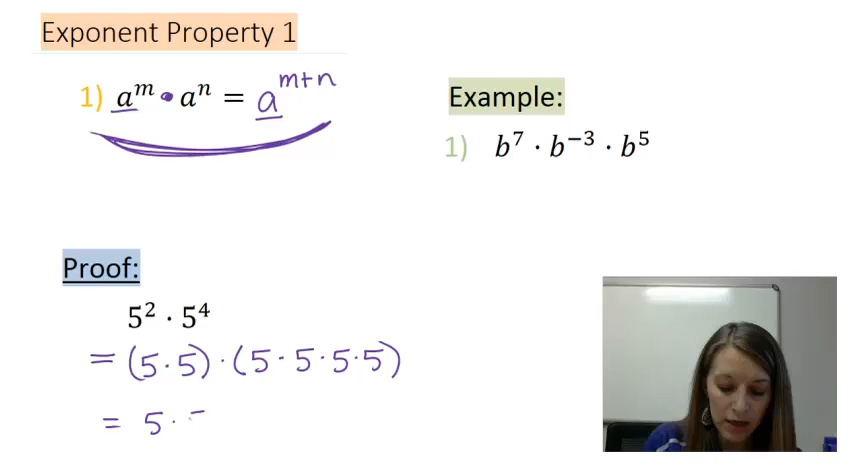 Exponent Property 1
1) aᵐ • aⁿ = aᵐ⁺ⁿ
Example:
1) b⁷ · b⁻³ · b⁵
Proof:
5² · 5⁴
= (5 · 5) · (5 · 5 · 5 · 5)
= 5 ·